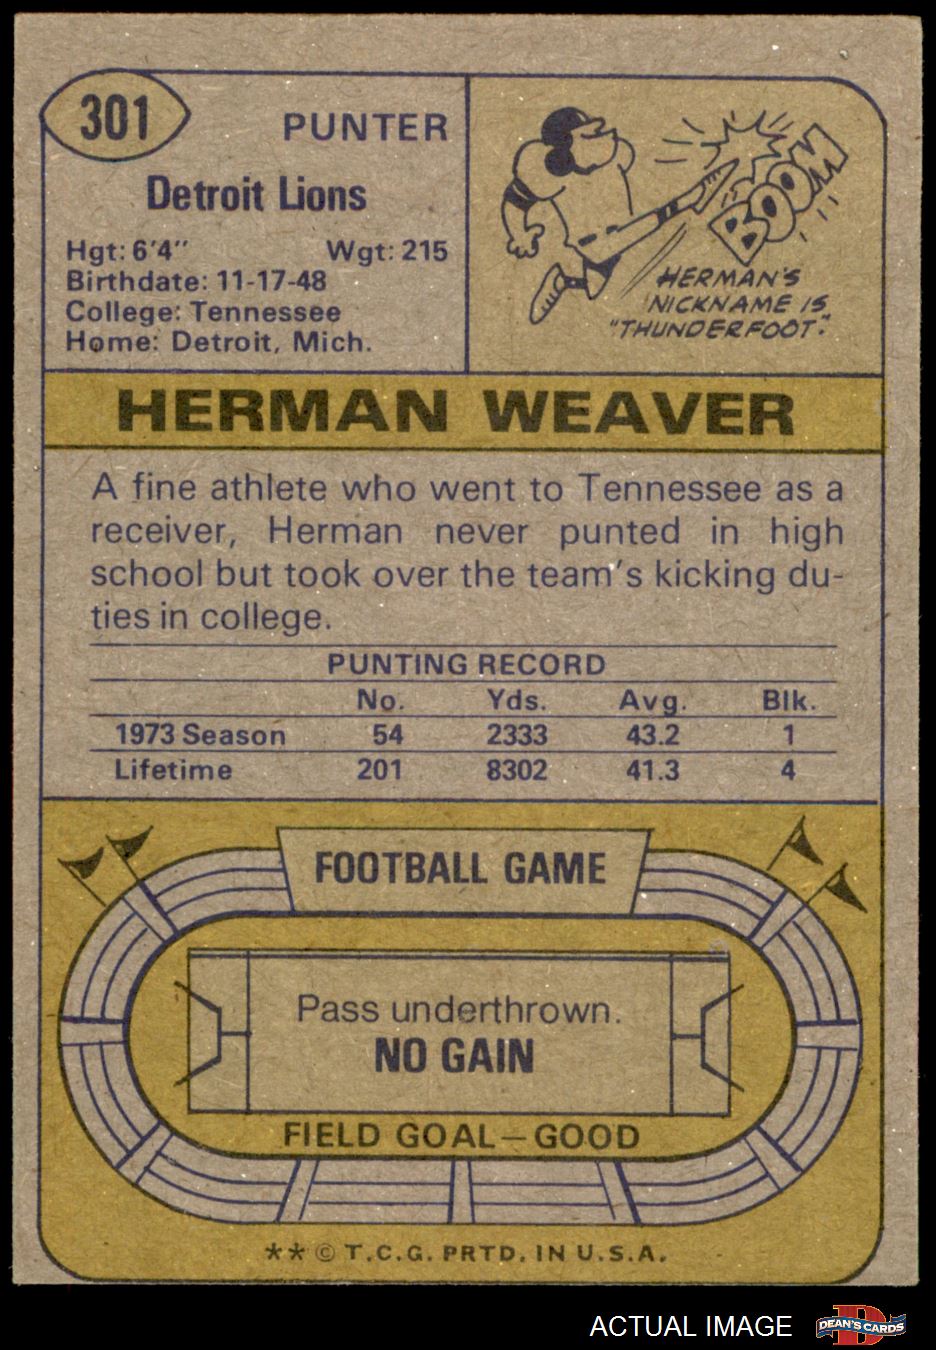 301
PUNTER
Detroit Lions
Hgt: 6'4" Wgt: 215
Birthdate: 11-17-48
College: Tennessee
Home: Detroit, Mich.
BOOM
HERMAN'S
NICKNAME IS
"THUNDERFOOT."
HERMAN WEAVER
A fine athlete who went to Tennessee as a
receiver, Herman never punted in high
school but took over the team's kicking du-
ties in college.
PUNTING RECORD
No. Yds. Avg. Blk.
1973 Season 54 2333 43.2 1
Lifetime 201 8302 41.3 4
FOOTBALL GAME
Pass underthrown.
NO GAIN
FIELD GOAL—GOOD
**© T.C.G. PRTD. IN U.S.A.
ACTUAL IMAGE
D
DEAN'S CARDS